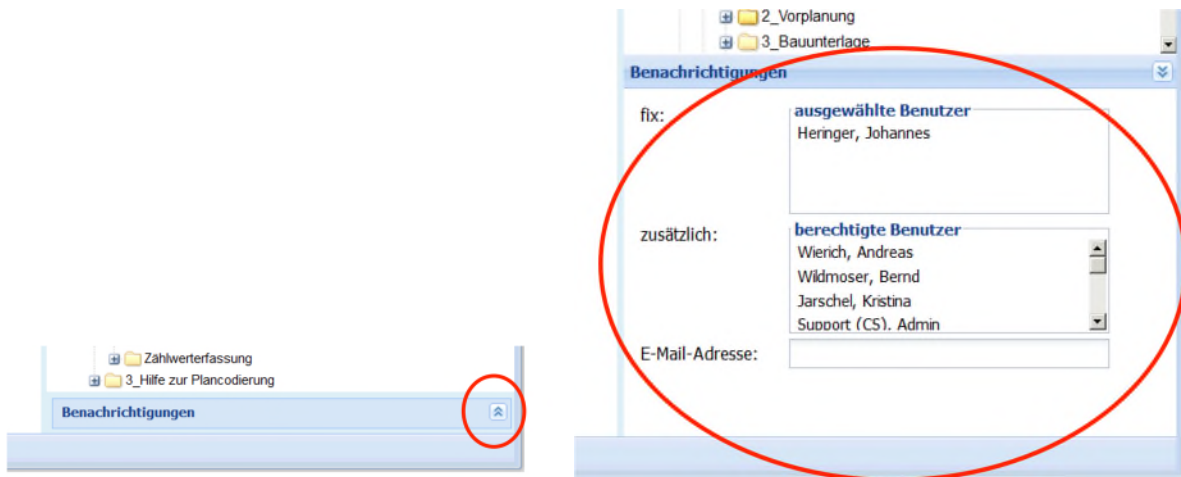 Zählwerterfassung
3_Hilfe zur Plancodierung
Benachrichtigungen
2_Vorplanung
3_Bauunterlage
Benachrichtigungen
fix:
ausgewählte Benutzer
Heringer, Johannes
zusätzlich:
berechtigte Benutzer
Wierich, Andreas
Wildmoser, Bernd
Jarschel, Kristina
Support (CS), Admin
E-Mail-Adresse: